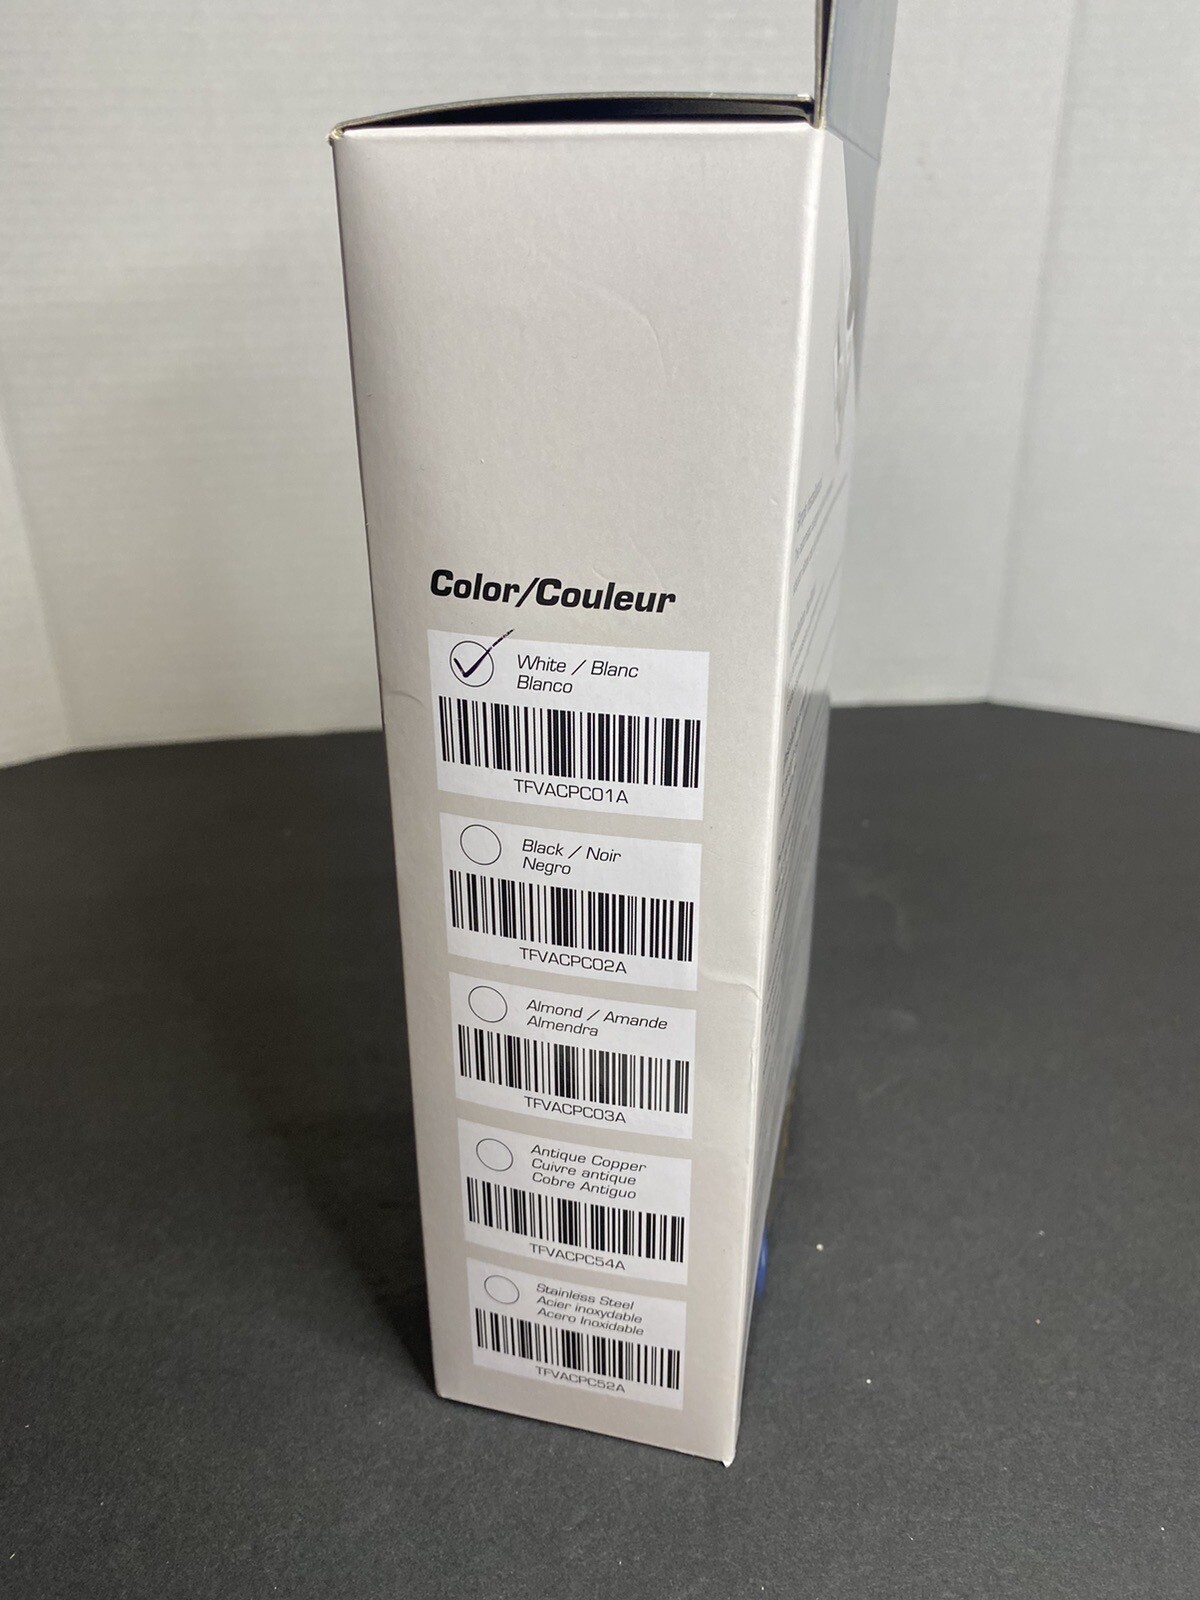 Color/Couleur
White / Blanc
Blanco
TFVACPC01A
Black / Noir
Negro
TFVACPC02A
Almond / Amande
Almendra
TFVACPC03A
Antique Copper
Cuivre antique
Cobre Antiguo
TFVACPC54A
Stainless Steel
Acier inoxydable
Acero Inoxidable
TFVACPC52A